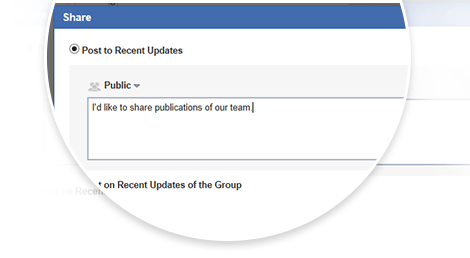 Share
Post to Recent Updates
Public
I'd like to share publications of our team.
on Recent Updates of the Group